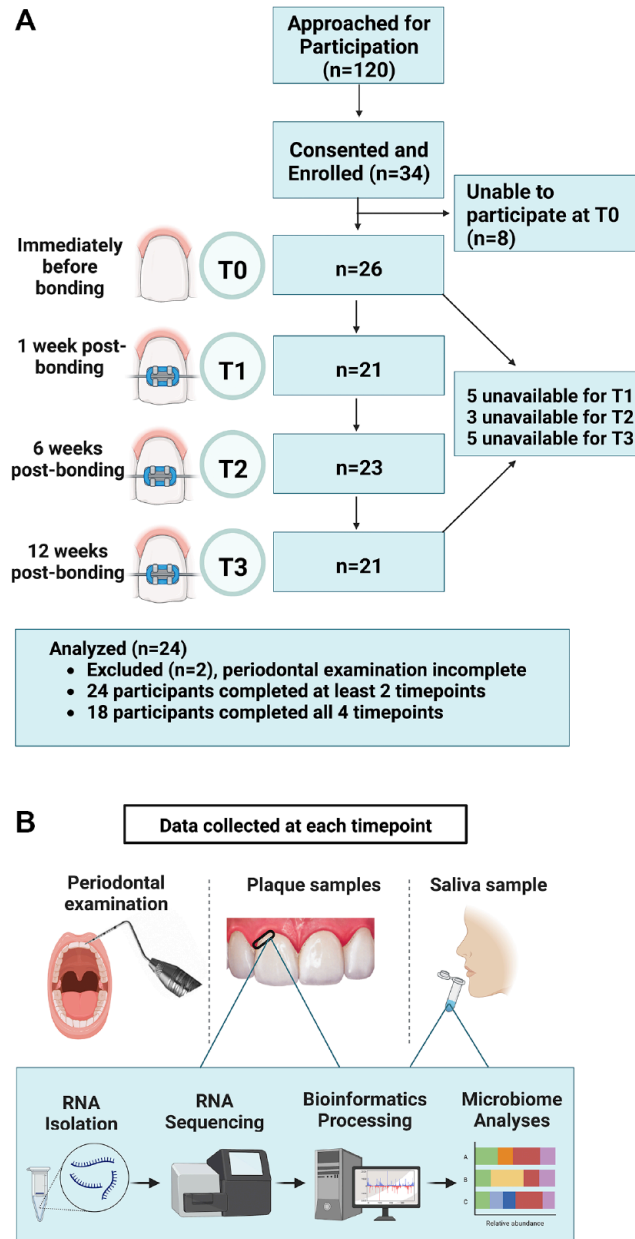 A
Approached for
Participation
(n=120)
Consented and
Enrolled (n=34)
Unable to
participate at T0
(n=8)
Immediately
before
bonding
T0
n=26
1 week post-
bonding
T1
n=21
5 unavailable for T1
3 unavailable for T2
5 unavailable for T3
6 weeks
post-bonding
T2
n=23
12 weeks
post-bonding
T3
n=21
Analyzed (n=24)
• Excluded (n=2), periodontal examination incomplete
• 24 participants completed at least 2 timepoints
• 18 participants completed all 4 timepoints
B
Data collected at each timepoint
Periodontal
examination
Plaque samples
Saliva sample
RNA
Isolation
RNA
Sequencing
Bioinformatics
Processing
Microbiome
Analyses
A
B
C
Relative abundance